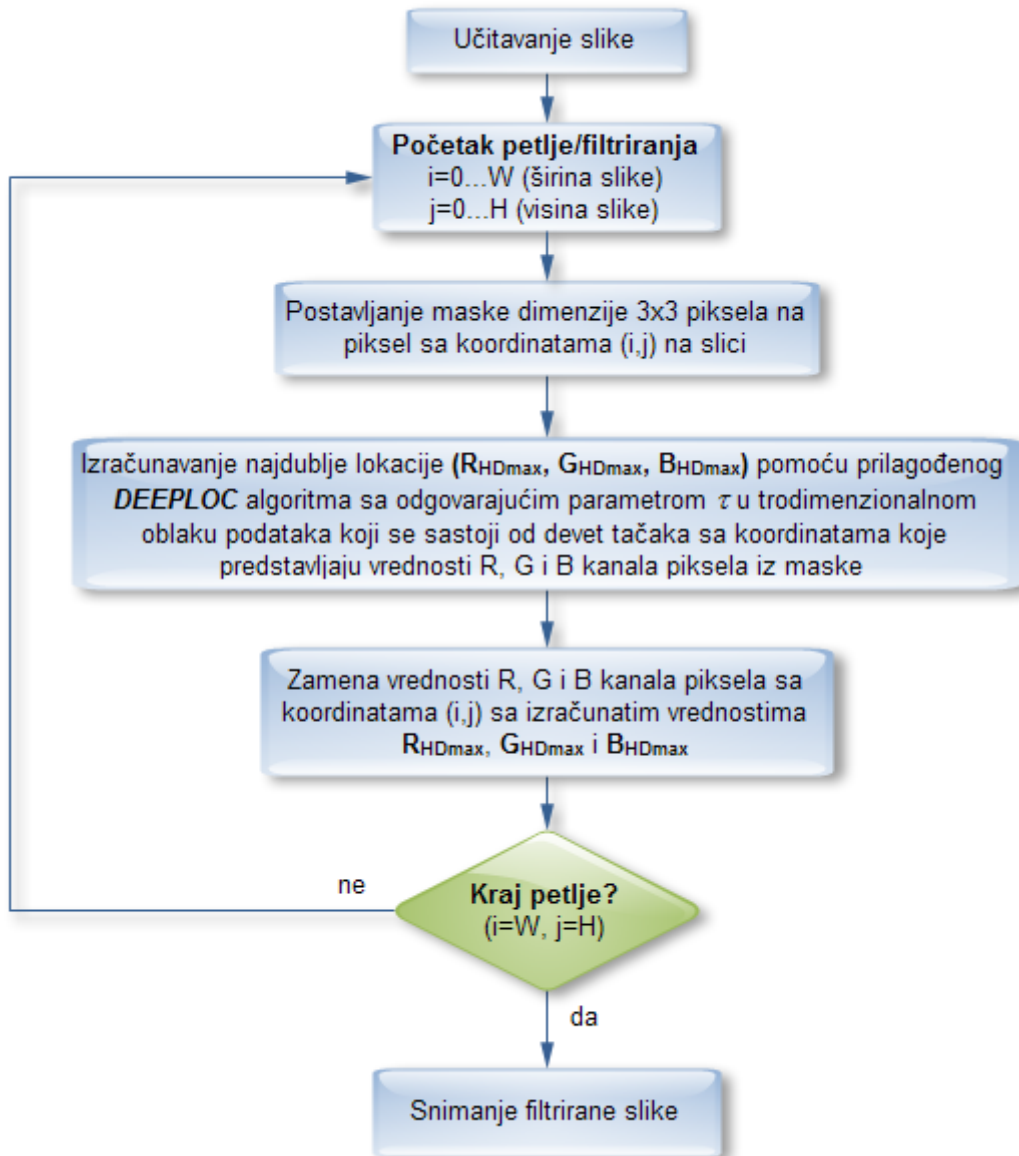 Učitavanje slike
Početak petlje/filtriranja
i=0...W (širina slike)
j=0...H (visina slike)
Postavljanje maske dimenzije 3x3 piksela na
piksel sa koordinatama (i,j) na slici
Izračunavanje najdublje lokacije (RHDmax, GHDmax, BHDmax) pomoću prilagođenog
DEEPLOC algoritma sa odgovarajućim parametrom τ u trodimenzionalnom
oblaku podataka koji se sastoji od devet tačaka sa koordinatama koje
predstavljaju vrednosti R, G i B kanala piksela iz maske
Zamena vrednosti R, G i B kanala piksela sa
koordinatama (i,j) sa izračunatim vrednostima
RHDmax, GHDmax i BHDmax
Kraj petlje?
(i=W, j=H)
ne
da
Snimanje filtrirane slike